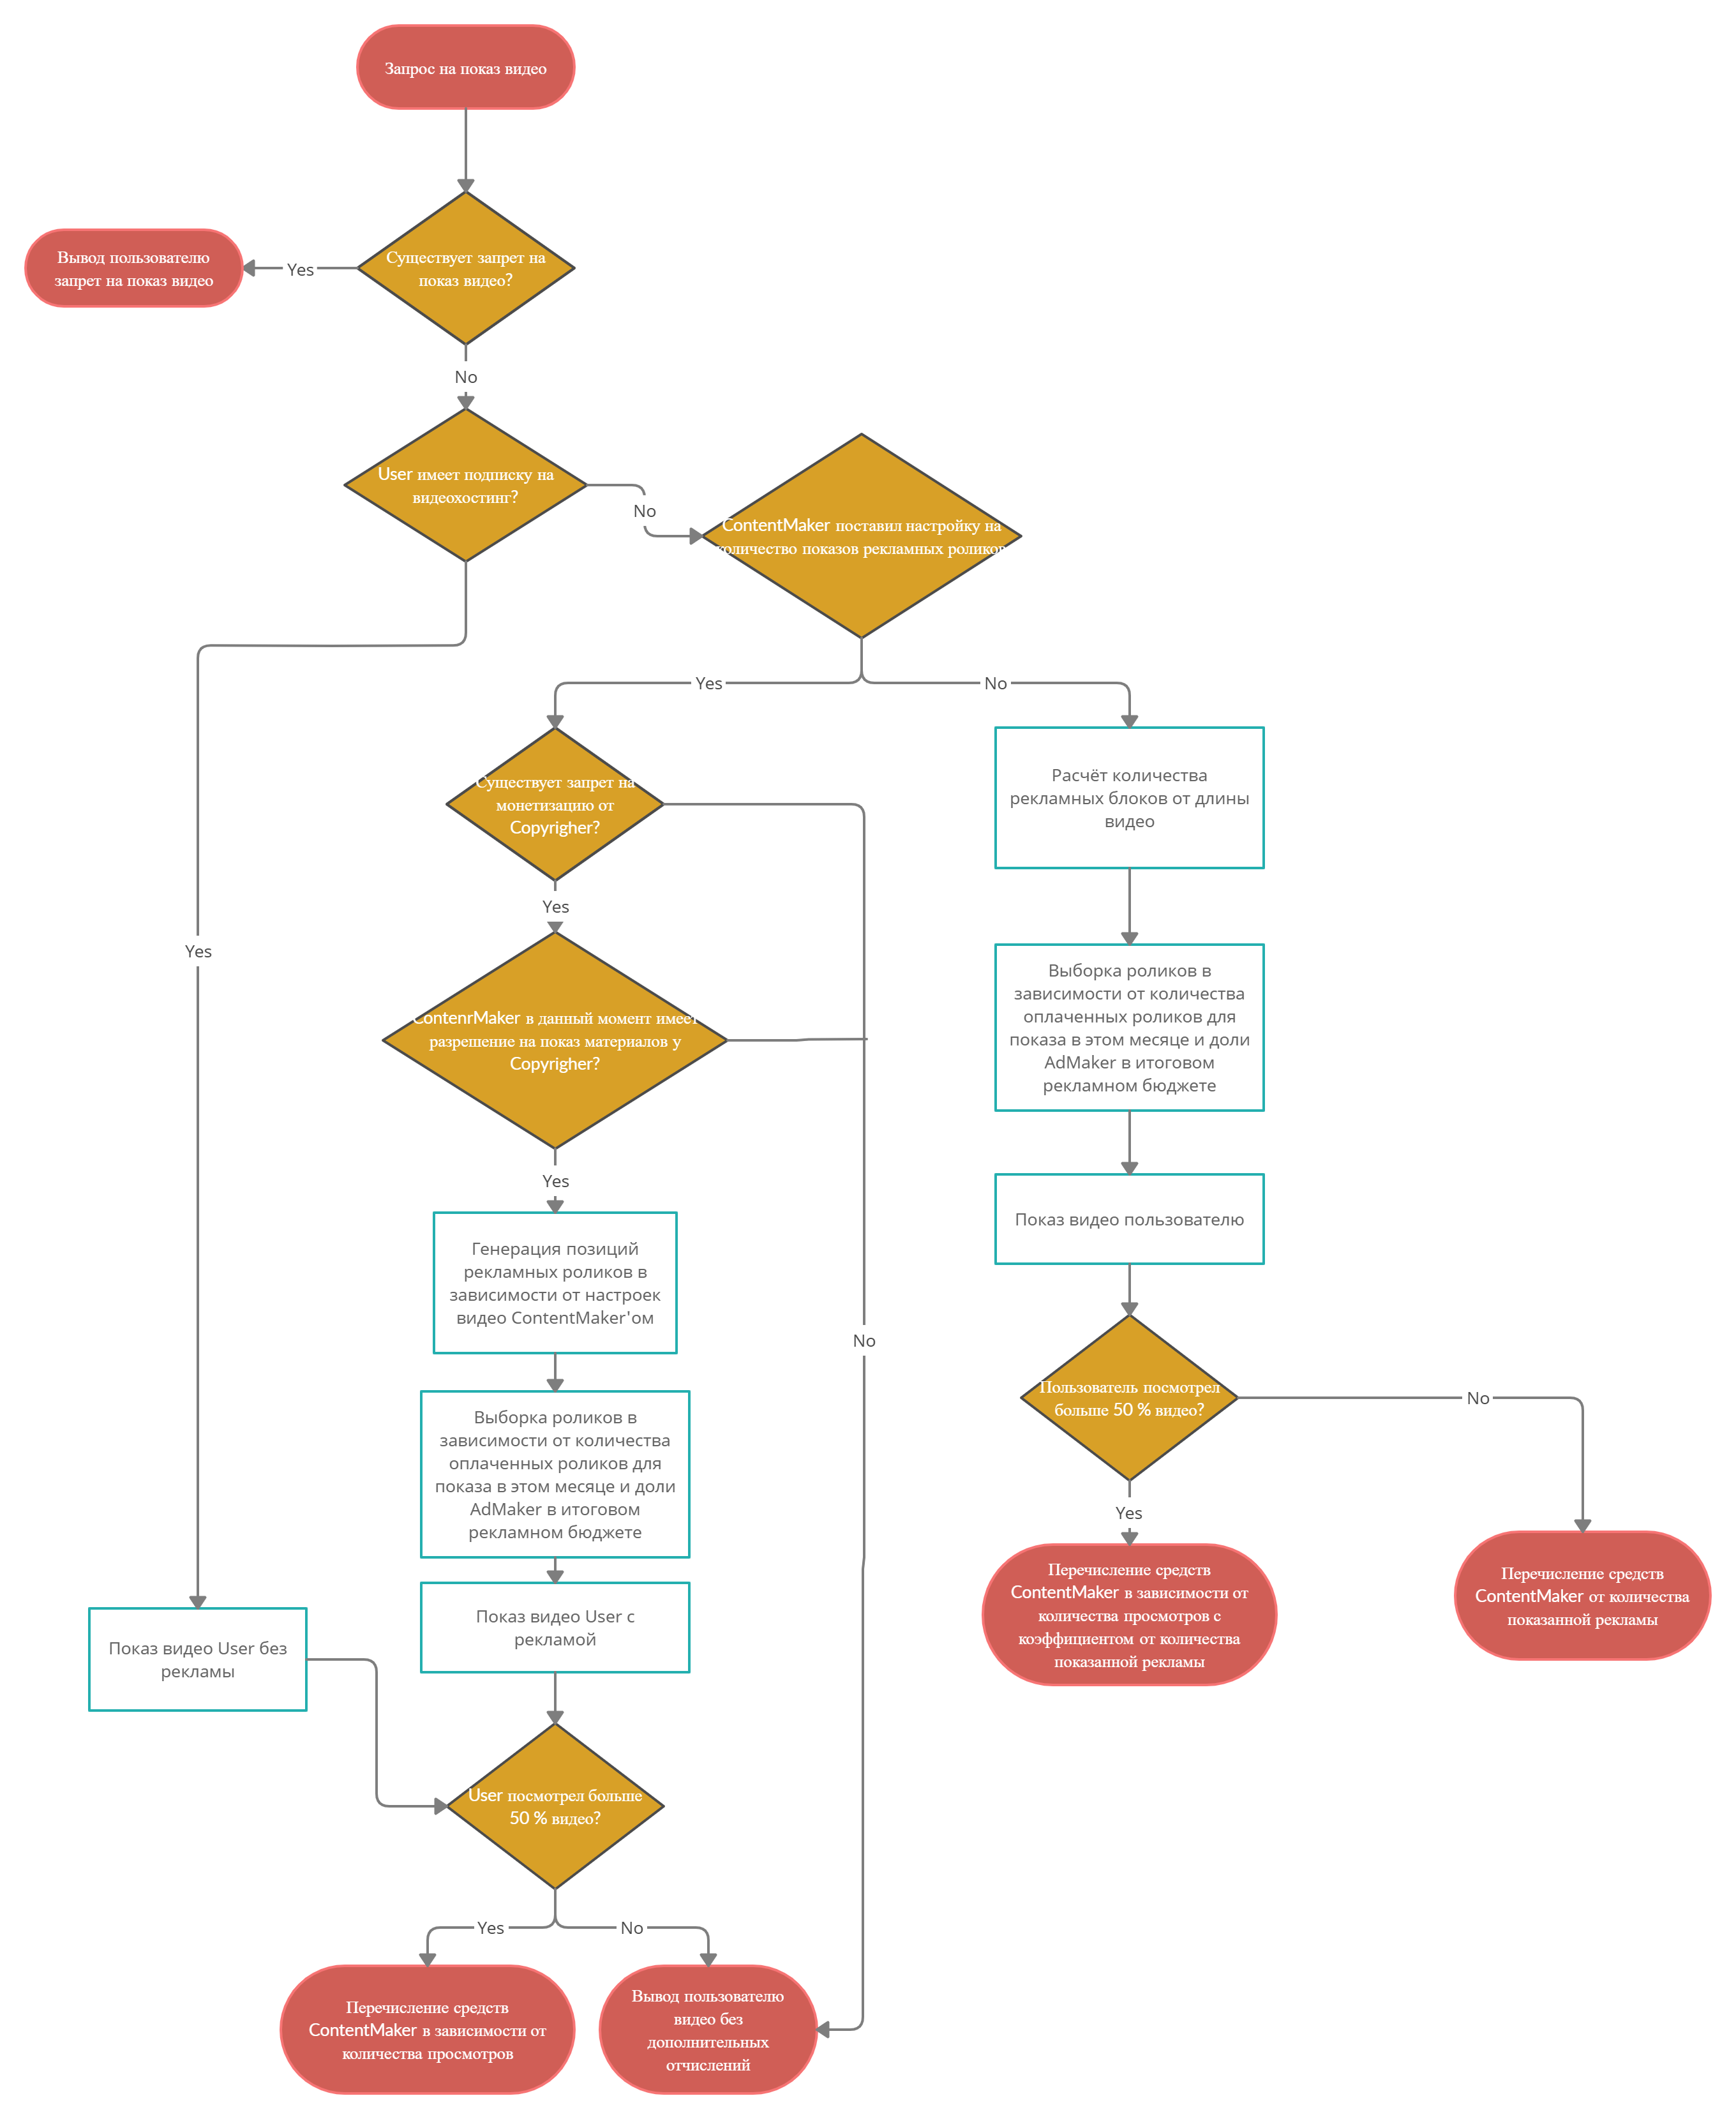 Запрос на показ видео
Существует запрет на
показ видео?
Yes
Вывод пользователю
запрет на показ видео
No
User имеет подписку на
видеохостинг?
No
ContentMaker поставил настройку на
количество показов рекламных роликов
Yes
No
Существует запрет на
монетизацию от
Copyrigher?
Расчёт количества
рекламных блоков от длины
видео
Yes
Yes
ContenrMaker в данный момент имеет
разрешение на показ материалов у
Copyrigher?
Выборка роликов в
зависимости от количества
оплаченных роликов для
показа в этом месяце и доли
AdMaker в итоговом
рекламном бюджете
Yes
Показ видео пользователю
Генерация позиций
рекламных роликов в
зависимости от настроек
видео ContentMaker'ом
No
Пользователь посмотрел
больше 50 % видео?
No
Выборка роликов в
зависимости от количества
оплаченных роликов для
показа в этом месяце и доли
AdMaker в итоговом
рекламном бюджете
Yes
Перечисление средств
ContentMaker в зависимости от
количества просмотров с
коэффициентом от количества
показанной рекламы
Перечисление средств
ContentMaker от количества
показанной рекламы
Показ видео User с
рекламой
Показ видео User без
рекламы
User посмотрел больше
50 % видео?
Yes
No
Перечисление средств
ContentMaker в зависимости от
количества просмотров
Вывод пользователю
видео без
дополнительных
отчислений